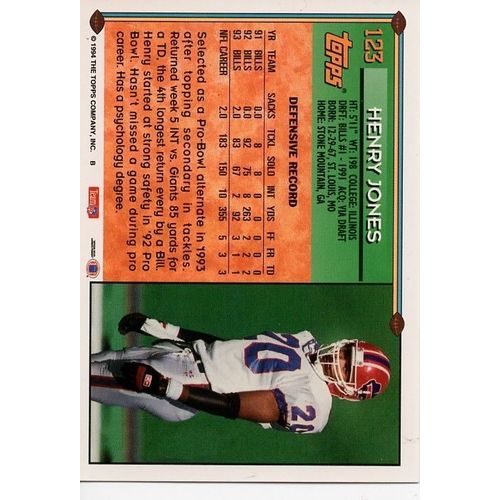 123
HENRY JONES
Topps
HT: 5'11" WT: 198 COLLEGE: ILLINOIS
DRFT: BILLS #1 - 1991 ACQ: VIA DRAFT
BORN: 12-29-67, ST. LOUIS, MO
HOME: STONE MOUNTAIN, GA
DEFENSIVE RECORD
YR TEAM SACKS TCKL SOLO INT YDS FF FR TD
91 BILLS 0.0 8 8 0 0 0 0 0
92 BILLS 0.0 92 75 8 263 2 2 2
93 BILLS 2.0 83 2 92 3 1 1
NFL CAREER 2.0 183 150 10 355 5 3 3
Selected as a Pro-Bowl alternate in 1993
after topping secondary in tackles.
Returned week 5 INT vs. Giants 85 yards for
a TD, the 4th longest return ever by a Bill.
Henry started at strong safety in '92 Pro
Bowl. Hasn't missed a game during pro
career. Has a psychology degree.
© 1994 THE TOPPS COMPANY, INC. B
20
20